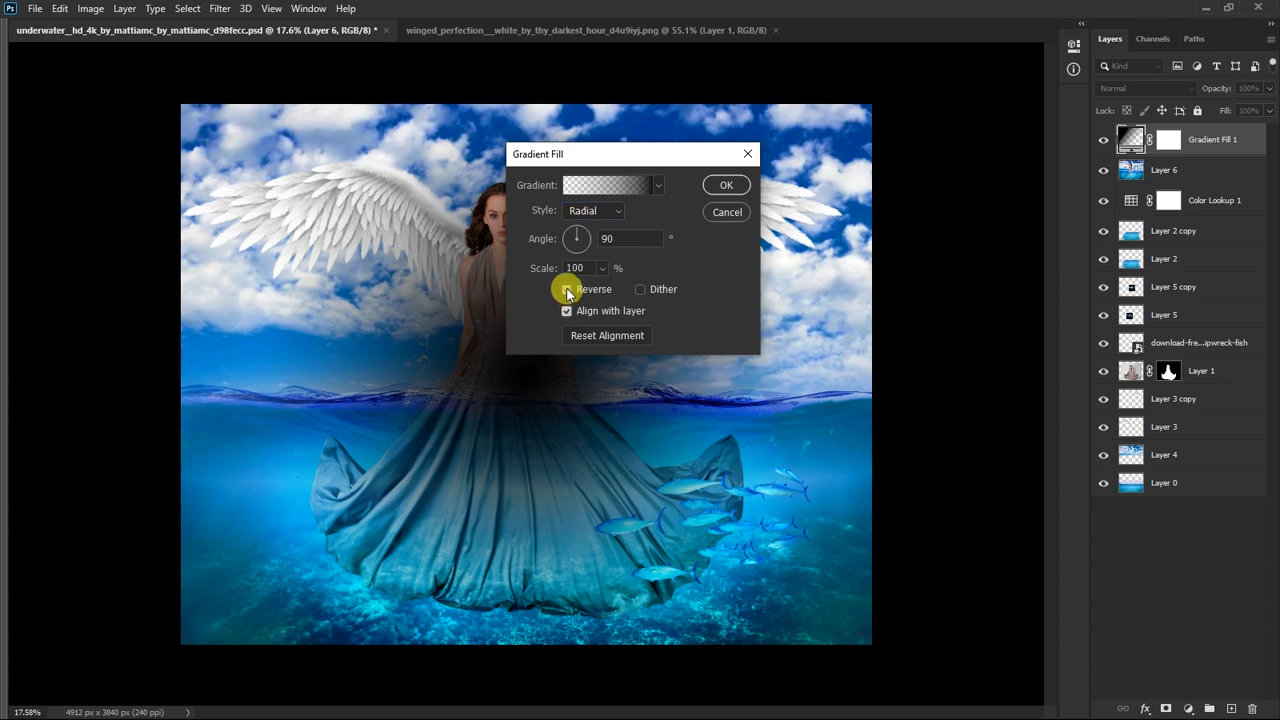 Ps File Edit Image Layer Type Select Filter 3D View Window Help
underwater__hd_4k_by_mattiamc_by_mattiamc_d98fecc.psd @ 17.6% (Layer 6, RGB/8) * × winged_perfection__white_by_thy_darkest_hour_d4u9iyj.png @ 55.1% (Layer 1, RGB/8) ×
Layers Channels Paths
Kind
Normal Opacity: 100%
Lock: Fill: 100%
Gradient Fill 1
Layer 6
Color Lookup 1
Layer 2 copy
Layer 2
Layer 5 copy
Layer 5
download-fre...ipwreck-fish
Layer 1
Layer 3 copy
Layer 3
Layer 4
Layer 0
Gradient Fill
Gradient: OK
Style: Radial Cancel
Angle: 90 °
Scale: 100 %
Reverse Dither
Align with layer
Reset Alignment
17.58% 4912 px x 3840 px (240 ppi)